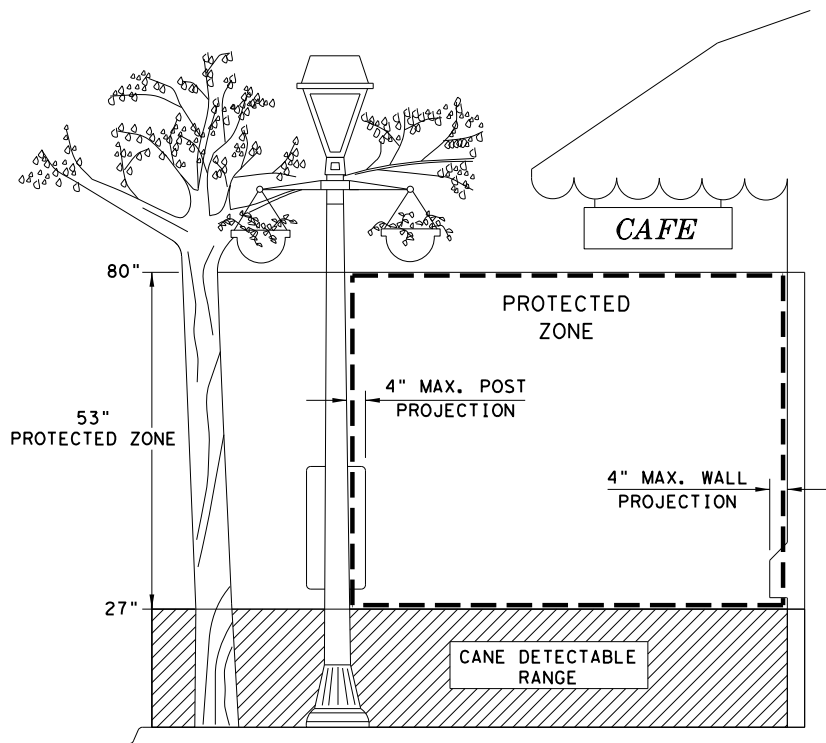 CAFE
80"
PROTECTED
ZONE
4" MAX. POST
PROJECTION
53"
PROTECTED ZONE
4" MAX. WALL
PROJECTION
27"
CANE DETECTABLE
RANGE